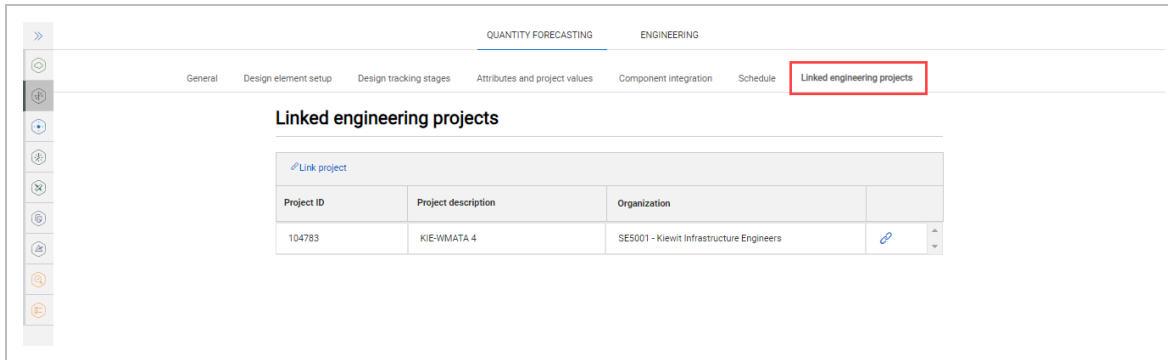 QUANTITY FORECASTING ENGINEERING
General Design element setup Design tracking stages Attributes and project values Component integration Schedule Linked engineering projects
Linked engineering projects
Link project
Project ID Project description Organization
104783 KIE-WMATA 4 SE5001 - Kiewit Infrastructure Engineers